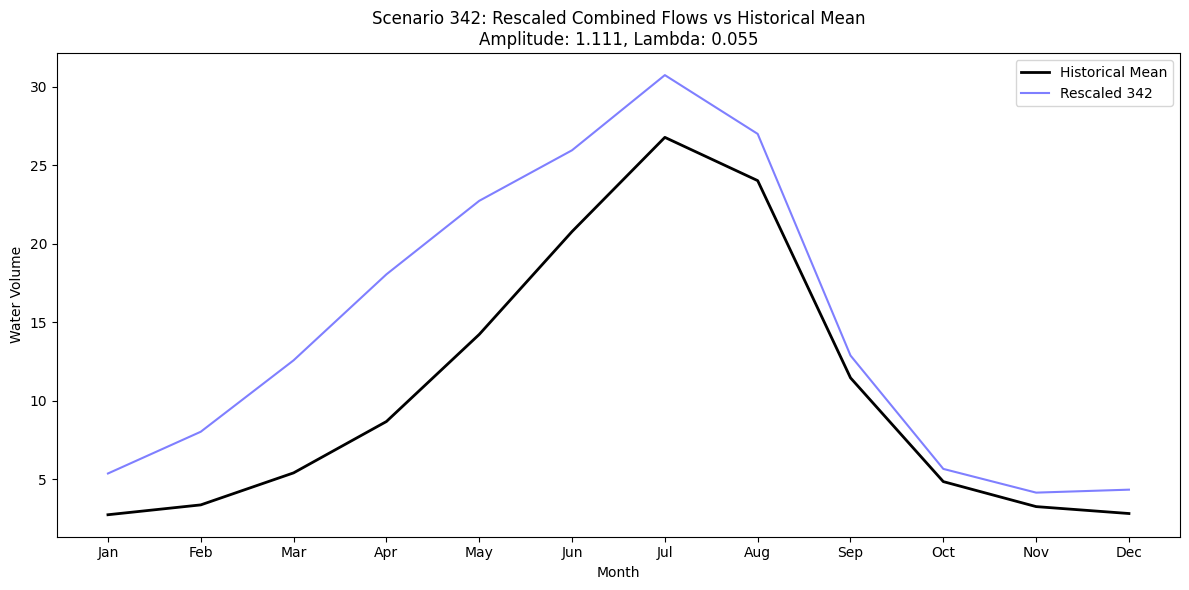 Scenario 342: Rescaled Combined Flows vs Historical Mean
Amplitude: 1.111, Lambda: 0.055
Historical Mean
Rescaled 342
Water Volume
30
25
20
15
10
5
Jan Feb Mar Apr May Jun Jul Aug Sep Oct Nov Dec
Month